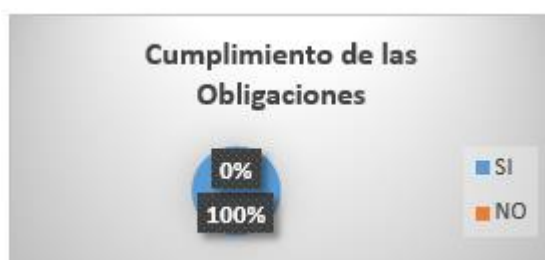 Cumplimiento de las
Obligaciones
0%
100%
SI
NO